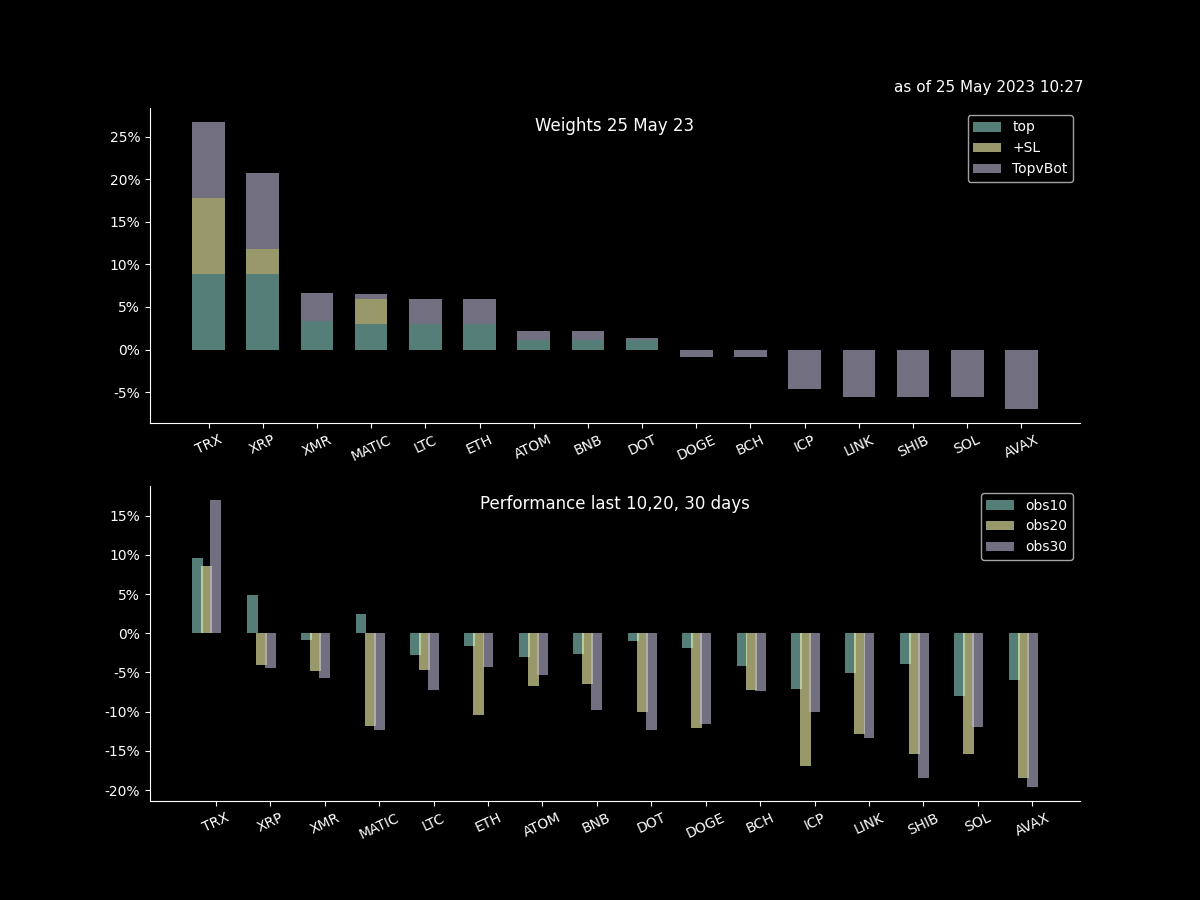 as of 25 May 2023 10:27
Weights 25 May 23
top
+SL
TopvBot
25%
20%
15%
10%
5%
0%
-5%
TRX XRP XMR MATIC LTC ETH ATOM BNB DOT DOGE BCH ICP LINK SHIB SOL AVAX
Performance last 10,20, 30 days
obs10
obs20
obs30
15%
10%
5%
0%
-5%
-10%
-15%
-20%
TRX XRP XMR MATIC LTC ETH ATOM BNB DOT DOGE BCH ICP LINK SHIB SOL AVAX